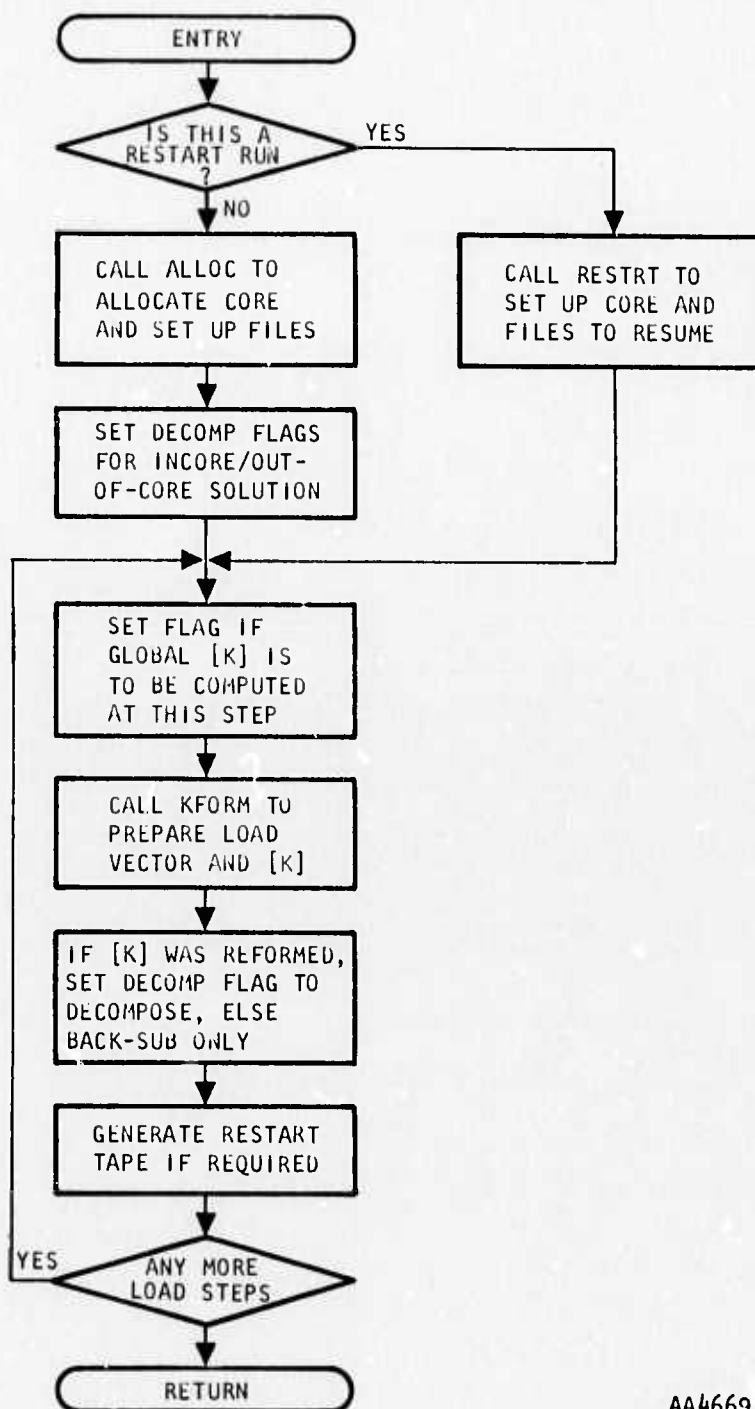 ENTRY
IS THIS A
RESTART RUN
?
YES
NO
CALL ALLOC TO
ALLOCATE CORE
AND SET UP FILES
CALL RESTRT TO
SET UP CORE AND
FILES TO RESUME
SET DECOMP FLAGS
FOR INCORE/OUT-
OF-CORE SOLUTION
SET FLAG IF
GLOBAL [K] IS
TO BE COMPUTED
AT THIS STEP
CALL KFORM TO
PREPARE LOAD
VECTOR AND [K]
IF [K] WAS REFORMED,
SET DECOMP FLAG TO
DECOMPOSE, ELSE
BACK-SUB ONLY
GENERATE RESTART
TAPE IF REQUIRED
YES
ANY MORE
LOAD STEPS
RETURN
AA4669